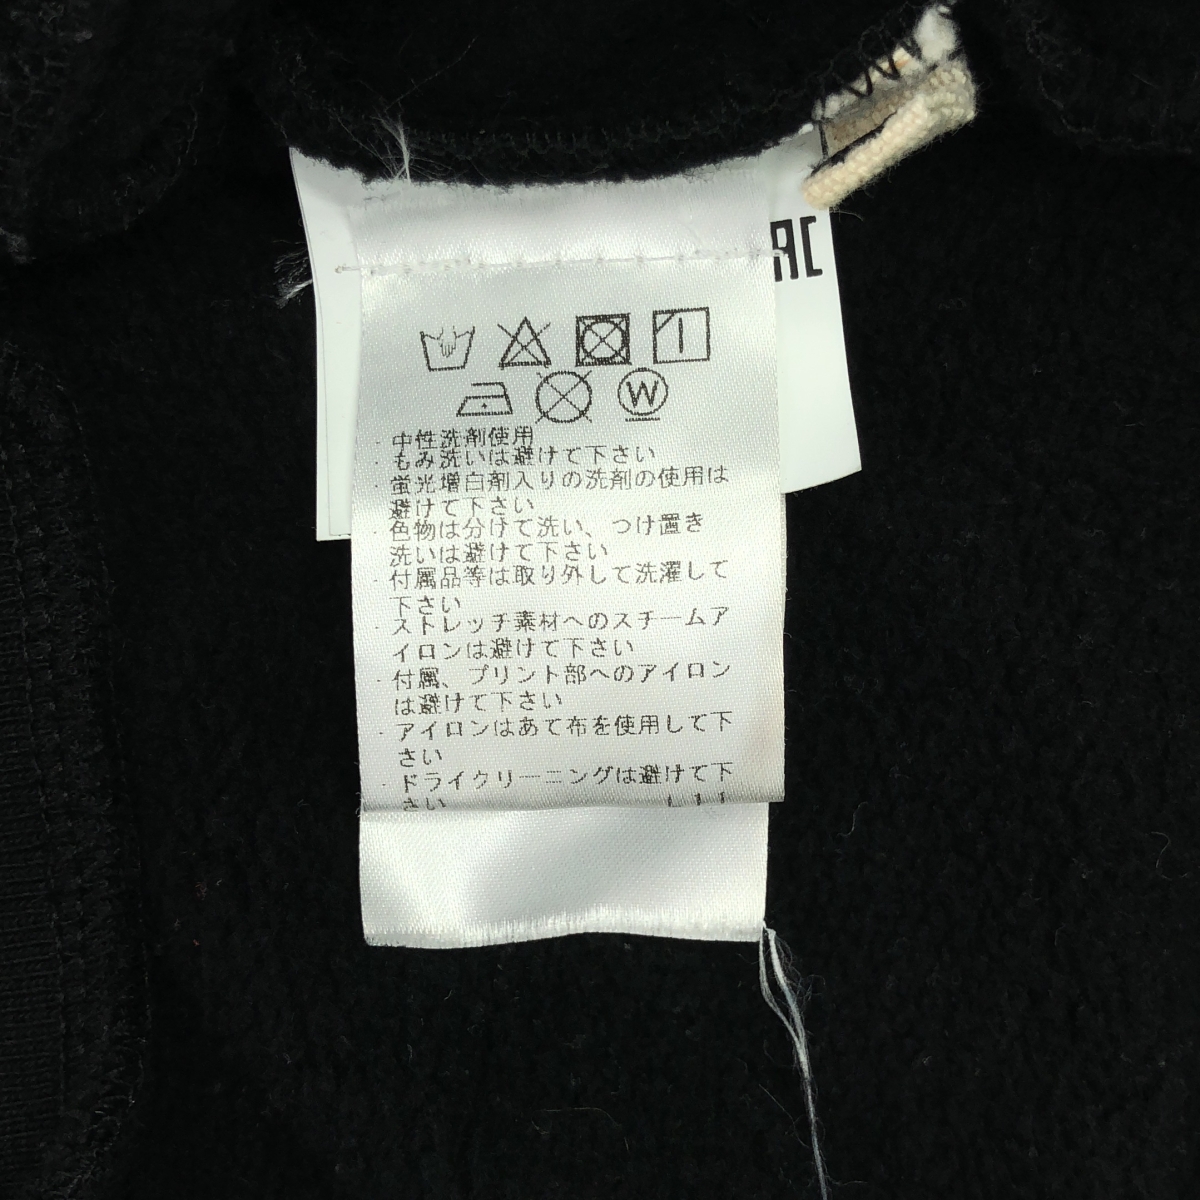 AC
W
・中性洗剤使用
・もみ洗いは避けて下さい
・蛍光増白剤入りの洗剤の使用は
避けて下さい
・色物は分けて洗い、つけ置き
洗いは避けて下さい
・付属品等は取り外して洗濯して
下さい
・ストレッチ素材へのスチームア
イロンは避けて下さい
・付属、プリント部へのアイロン
は避けて下さい
・アイロンはあて布を使用して下
さい
・ドライクリーニングは避けて下
さい